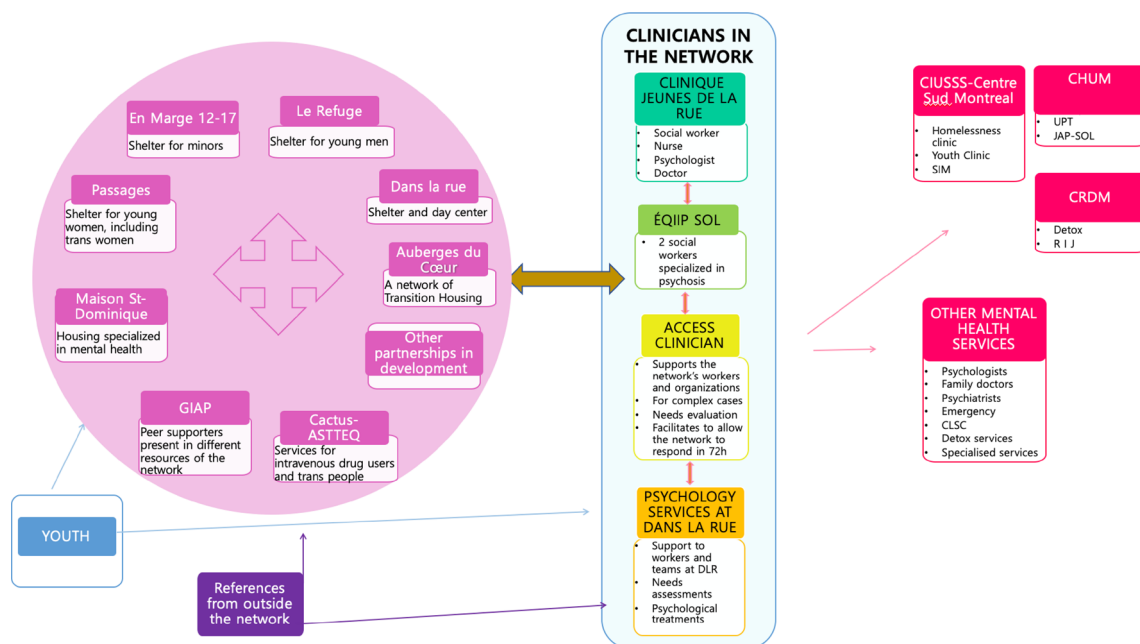 CLINICIANS IN
THE NETWORK
CLINIQUE
JEUNES DE LA
RUE
• Social worker
• Nurse
• Psychologist
• Doctor
ÉQIIP SOL
• 2 social
workers
specialized in
psychosis
ACCESS
CLINICIAN
• Supports the
network's workers
and organizations
• For complex cases
• Needs evaluation
• Facilitates to allow
the network to
respond in 72h
PSYCHOLOGY
SERVICES AT
DANS LA RUE
• Support to
workers and
teams at DLR
• Needs
assessments
• Psychological
treatments
En Marge 12-17
Shelter for minors
Le Refuge
Shelter for young men
Passages
Shelter for young
women, including
trans women
Dans la rue
Shelter and day center
Auberges du
Cœur
A network of
Transition Housing
Maison St-
Dominique
Housing specialized
in mental health
Other
partnerships in
development
GIAP
Peer supporters
present in different
resources of the
network
Cactus-
ASTTEQ
Services for
intravenous drug users
and trans people
YOUTH
References
from outside
the network
CIUSSS-Centre
Sud Montreal
• Homelessness
clinic
• Youth Clinic
• SIM
CHUM
• UPT
• JAP-SOL
CRDM
• Detox
• R I J
OTHER MENTAL
HEALTH
SERVICES
• Psychologists
• Family doctors
• Psychiatrists
• Emergency
• CLSC
• Detox services
• Specialised services